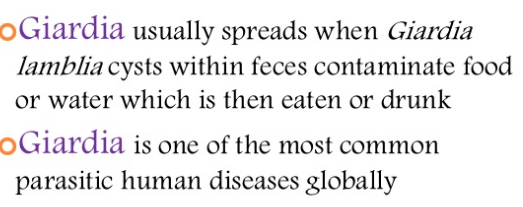 Giardia usually spreads when Giardia
lamblia cysts within feces contaminate food
or water which is then eaten or drunk
Giardia is one of the most common
parasitic human diseases globally